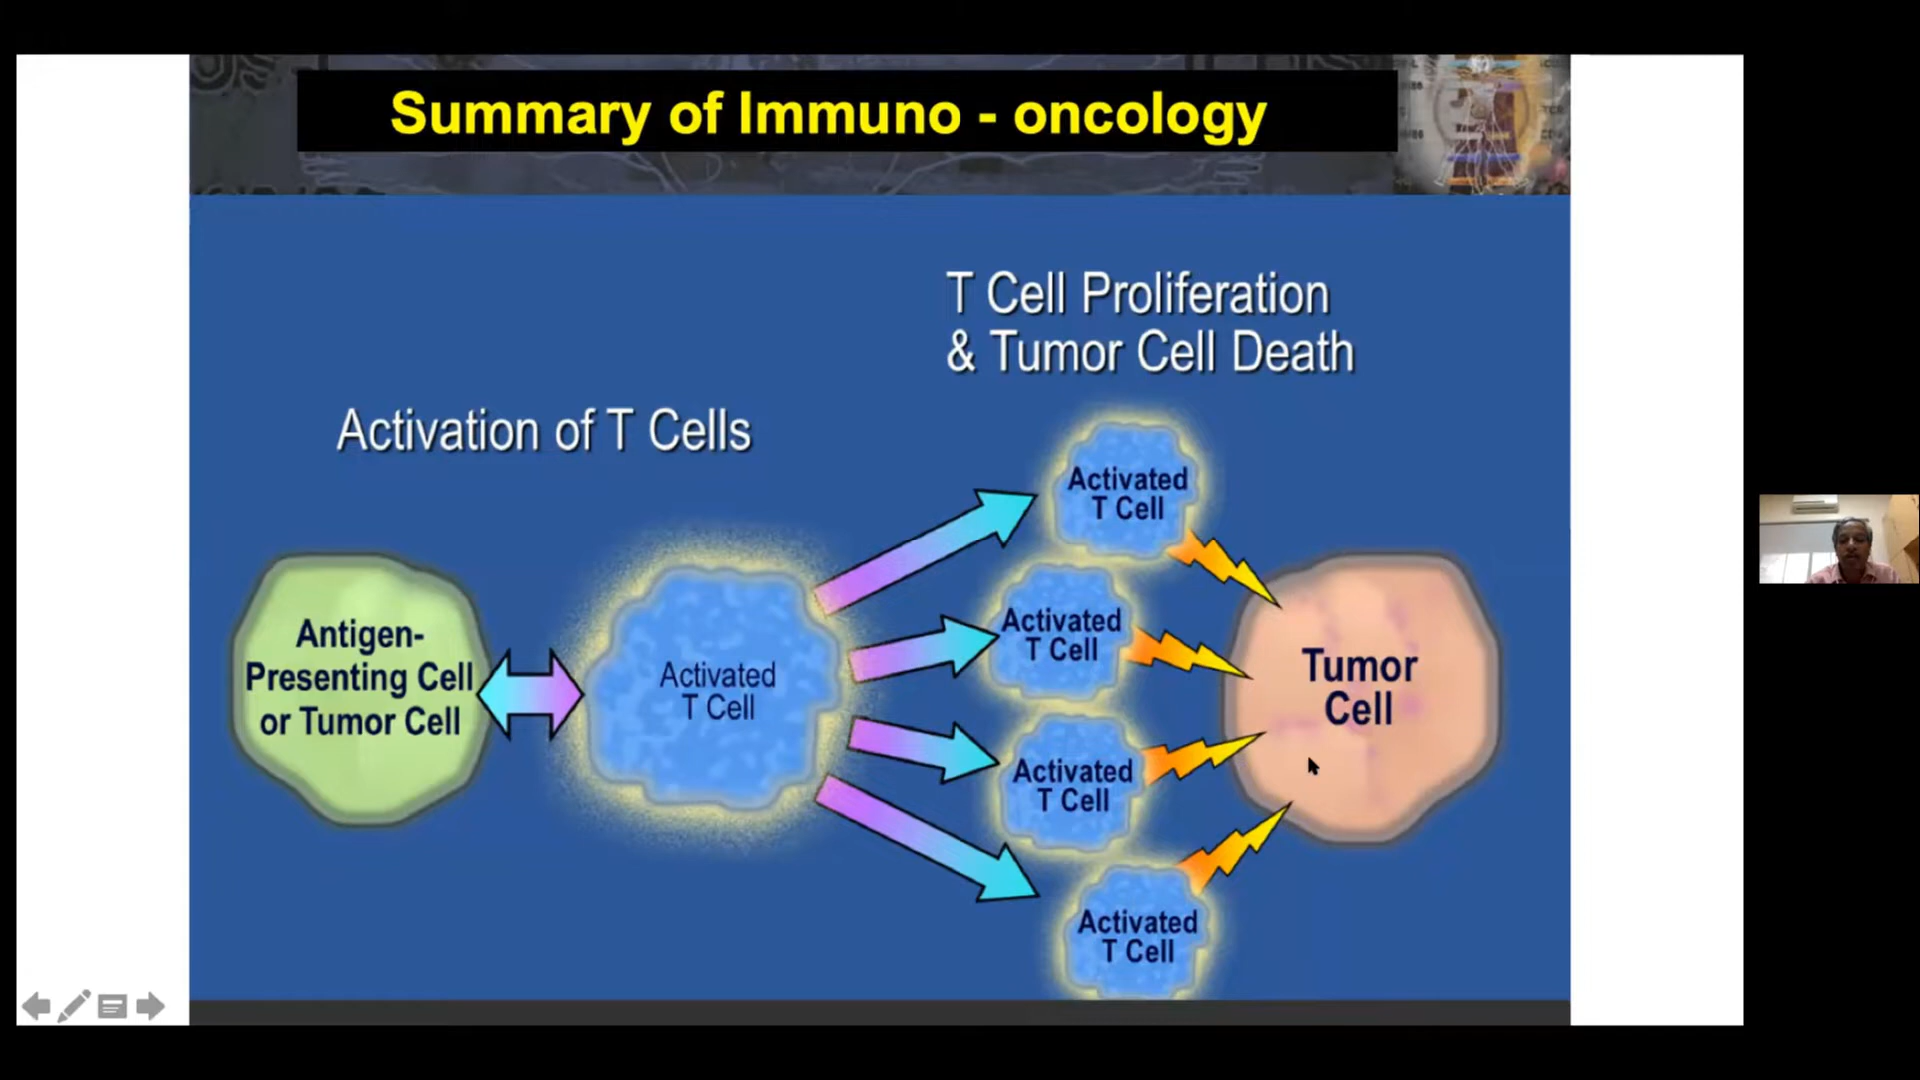 Summary of Immuno - oncology
T Cell Proliferation
& Tumor Cell Death
Activation of T Cells
Activated
T Cell
Antigen-
Presenting Cell
or Tumor Cell
Activated
T Cell
Activated
T Cell
Tumor
Cell
Activated
T Cell
Activated
T Cell